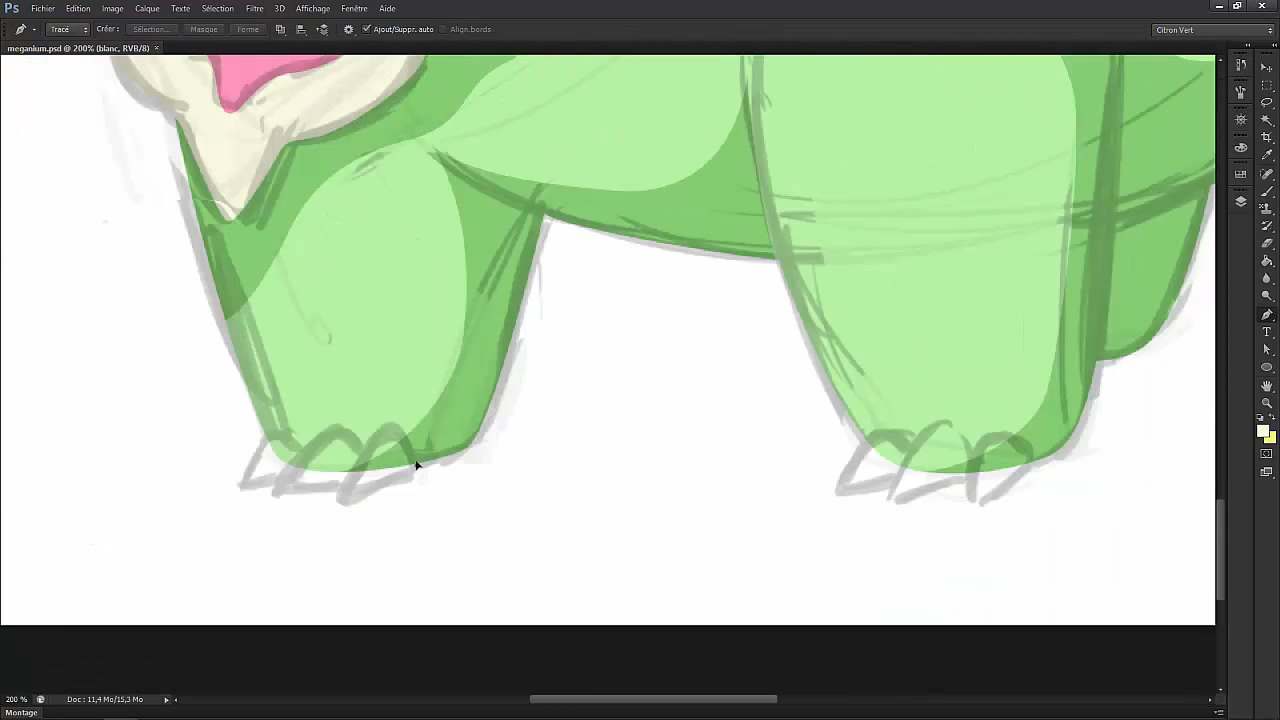 Ps Fichier Edition Image Calque Texte Sélection Filtre 3D Affichage Fenêtre Aide
Tracé Créer : Sélection... Masque Forme Ajout/Suppr. auto Align.bords Citron Vert
meganium.psd @ 200% (blanc, RVB/8) ×
200 % Doc : 11,4 Mo/15,3 Mo
Montage